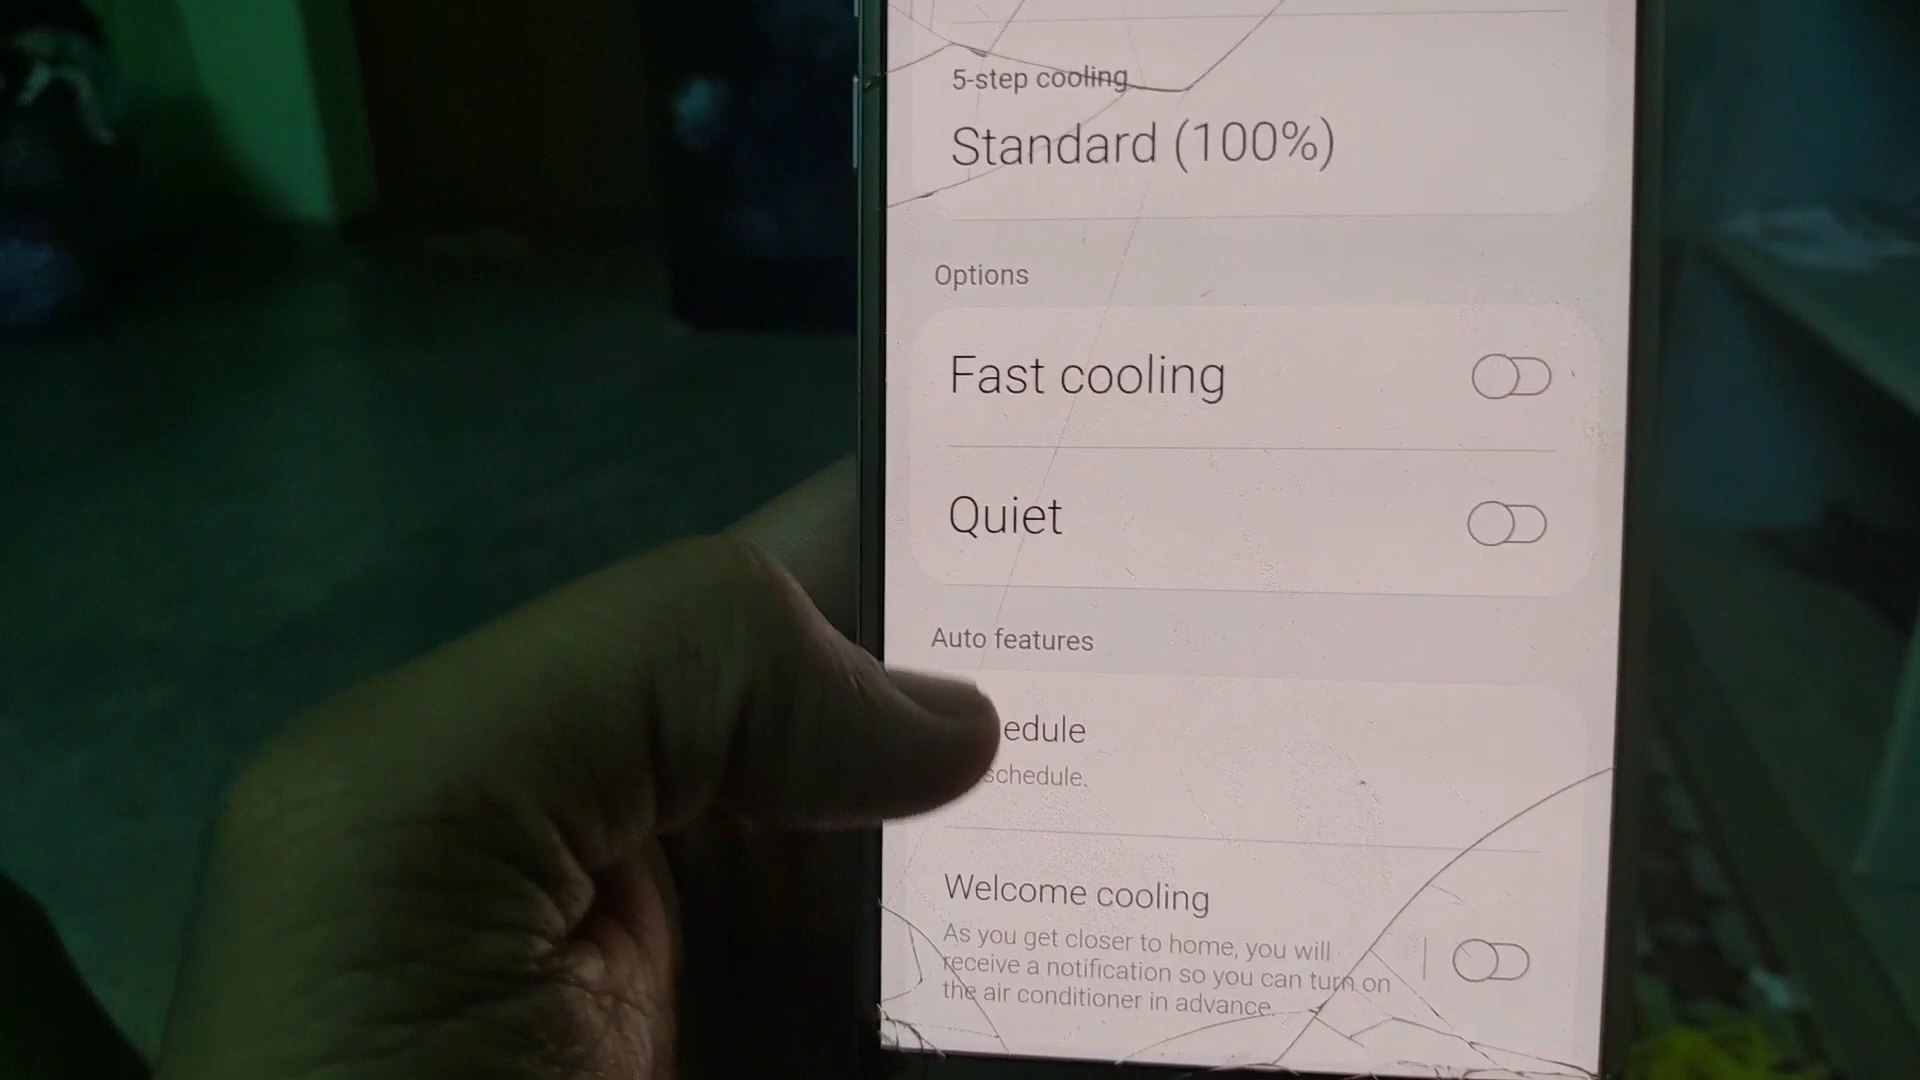 5-step cooling
Standard (100%)
Options
Fast cooling
Quiet
Auto features
edule
schedule.
Welcome cooling
As you get closer to home, you will
receive a notification so you can turn on
the air conditioner in advance.